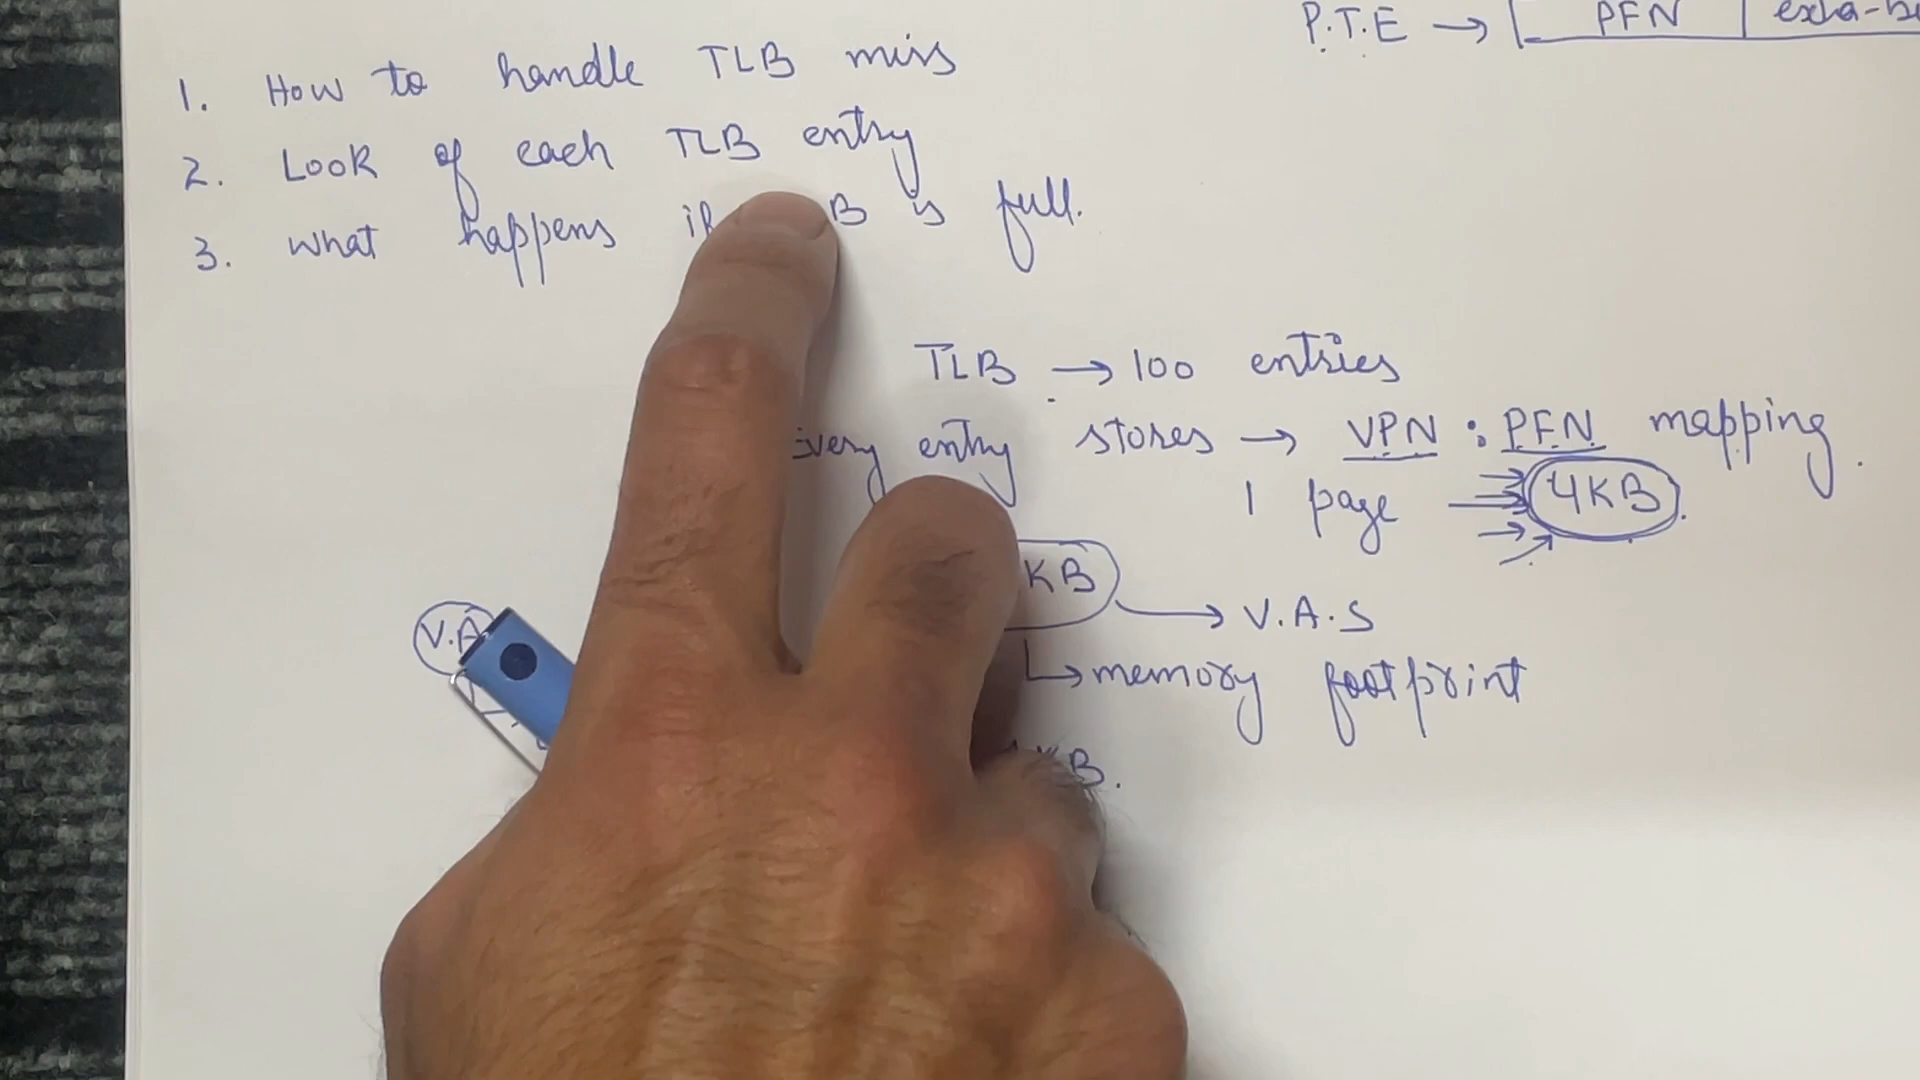 P.T.E → PFN
1. How to handle TLB miss
2. Look of each TLB entry
3. what happens is full.
TLB → 100 entries
entry stores → VPN : PFN mapping.
1 page 4KB.
KB → V.A.S
↳ memory footprint
V.A
KB.